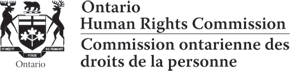 Ontario
Human Rights Commission
Commission ontarienne des
droits de la personne
Ontario